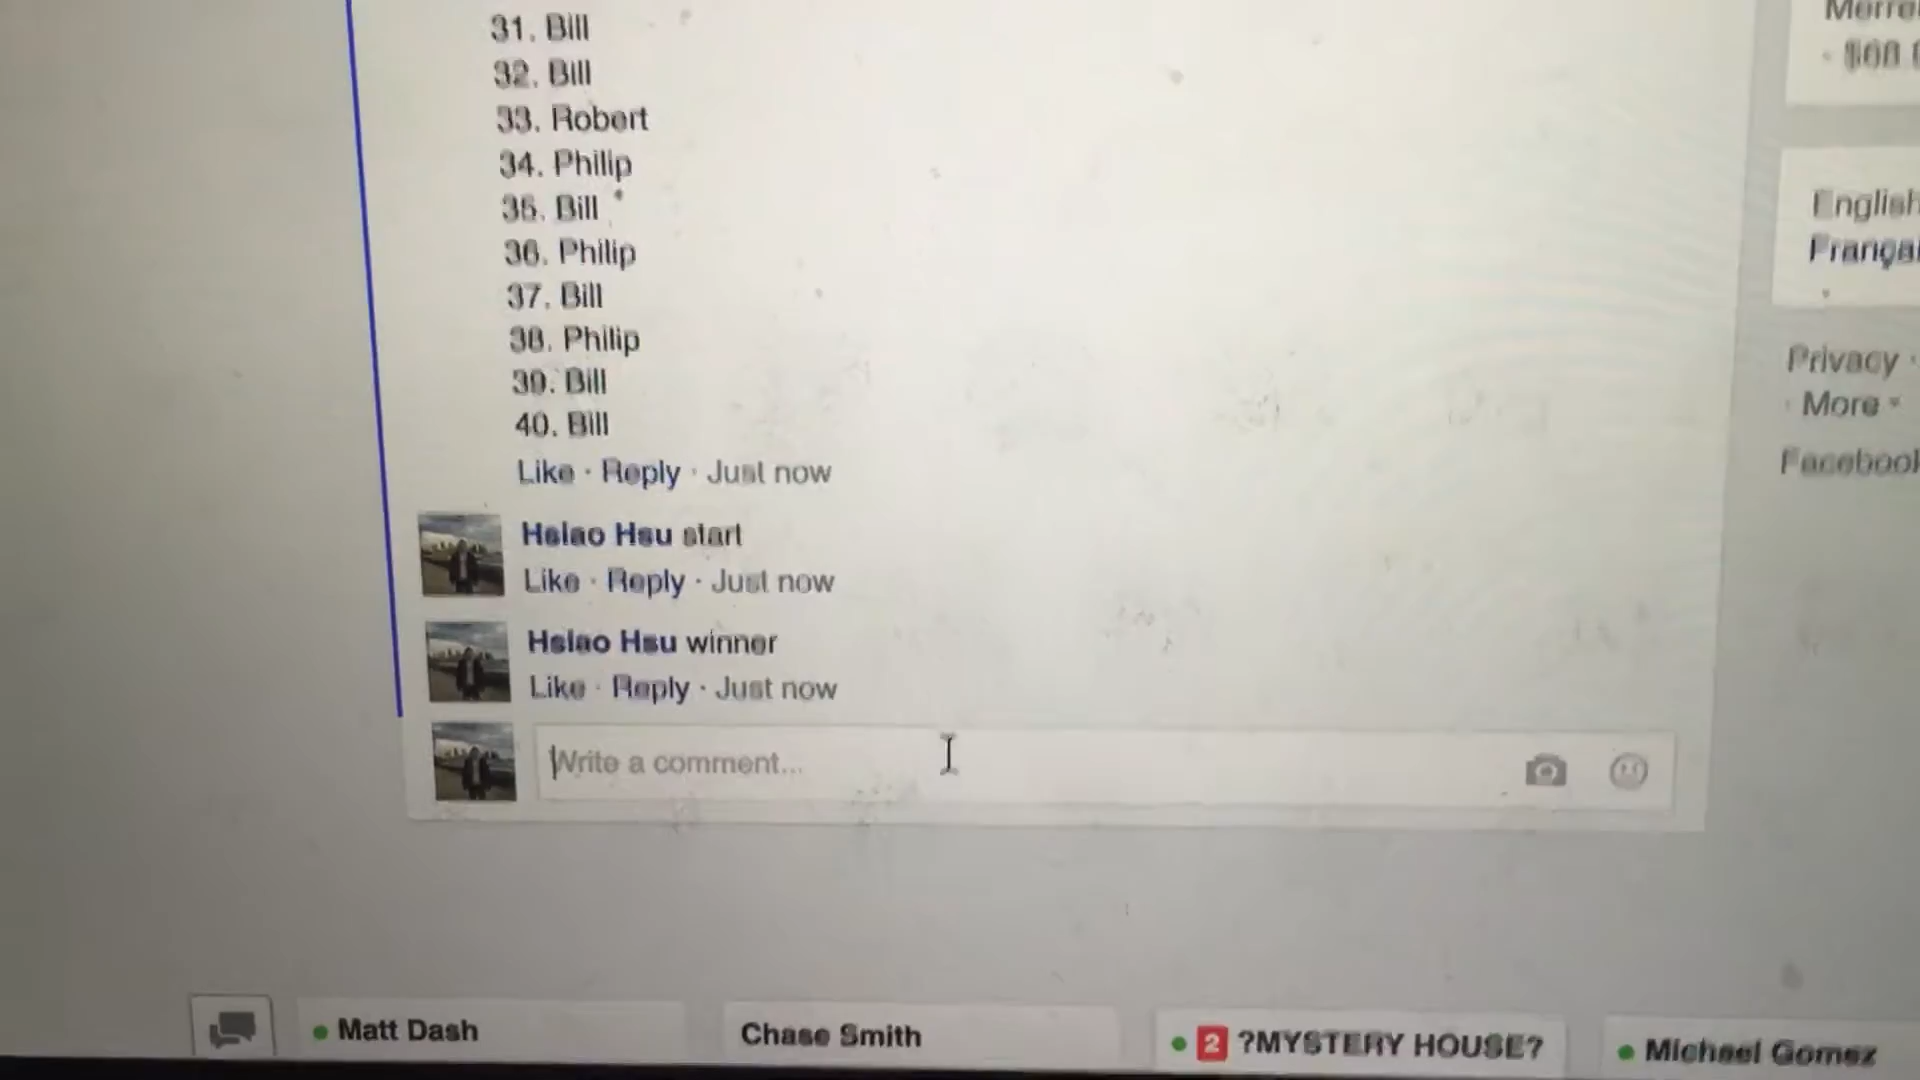 31. Bill
32. Bill
33. Robert
34. Philip
35. Bill
36. Philip
37. Bill
38. Philip
39. Bill
40. Bill
Like · Reply · Just now
Hsiao Hsu start
Like · Reply · Just now
Hsiao Hsu winner
Like · Reply · Just now
Write a comment...
English
Privacy ·
· More
Matt Dash
Chase Smith
2 ?MYSTERY HOUSE?
Michael Gomez